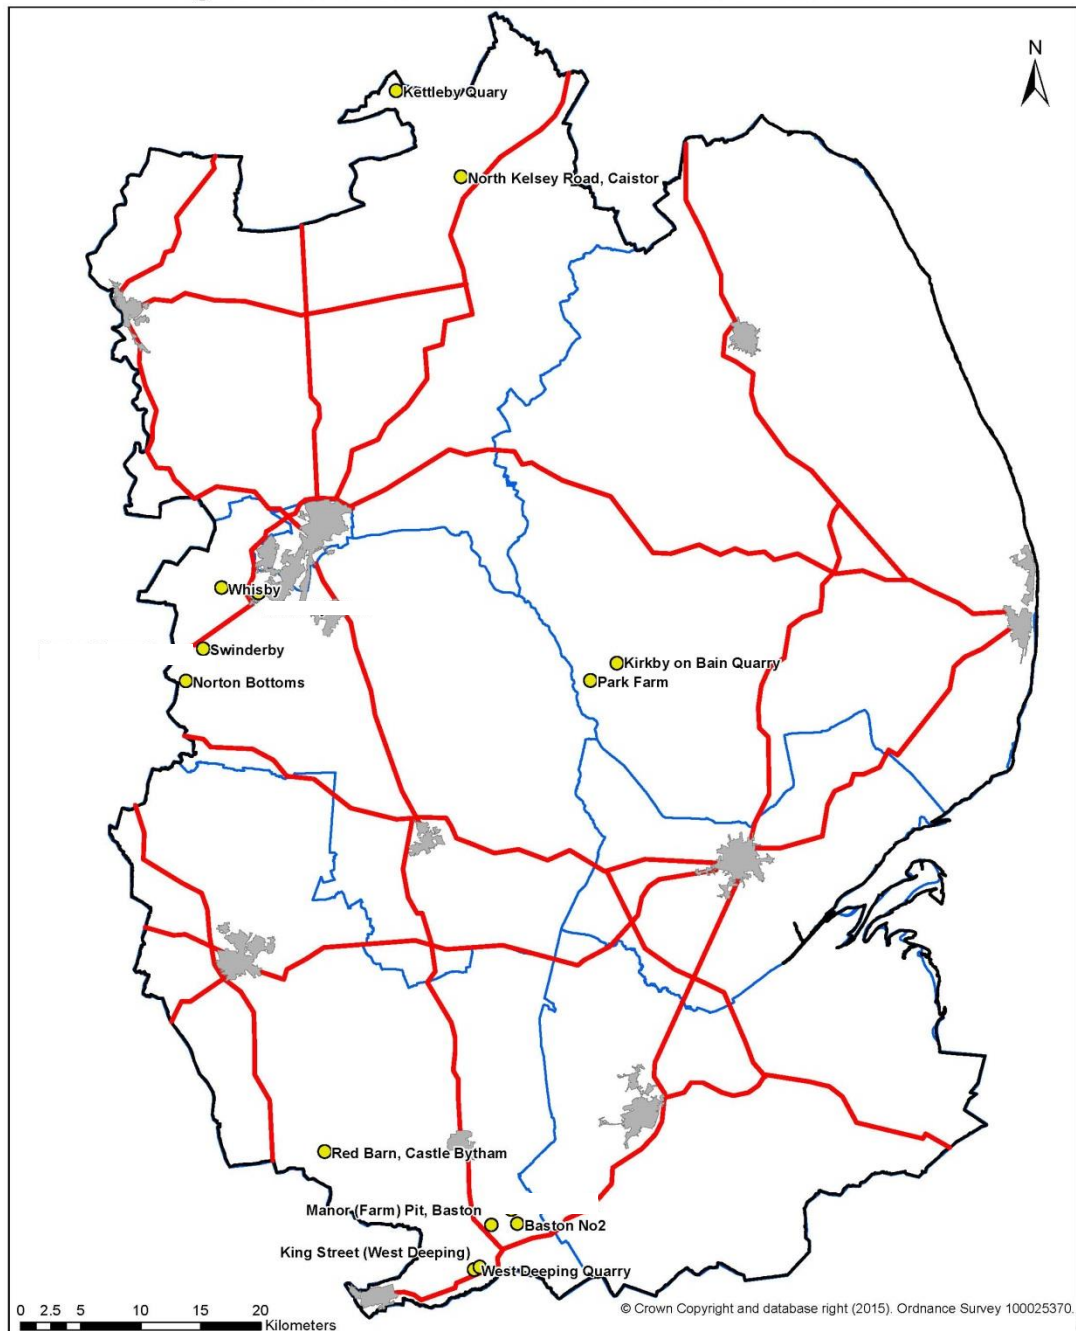 N
Kettleby Quary
North Kelsey Road, Caistor
Whisby
Swinderby
Norton Bottoms
Kirkby on Bain Quarry
Park Farm
Red Barn, Castle Bytham
Manor (Farm) Pit, Baston
Baston No2
King Street (West Deeping)
West Deeping Quarry
0 2.5 5 10 15 20
Kilometers
© Crown Copyright and database right (2015). Ordnance Survey 100025370.